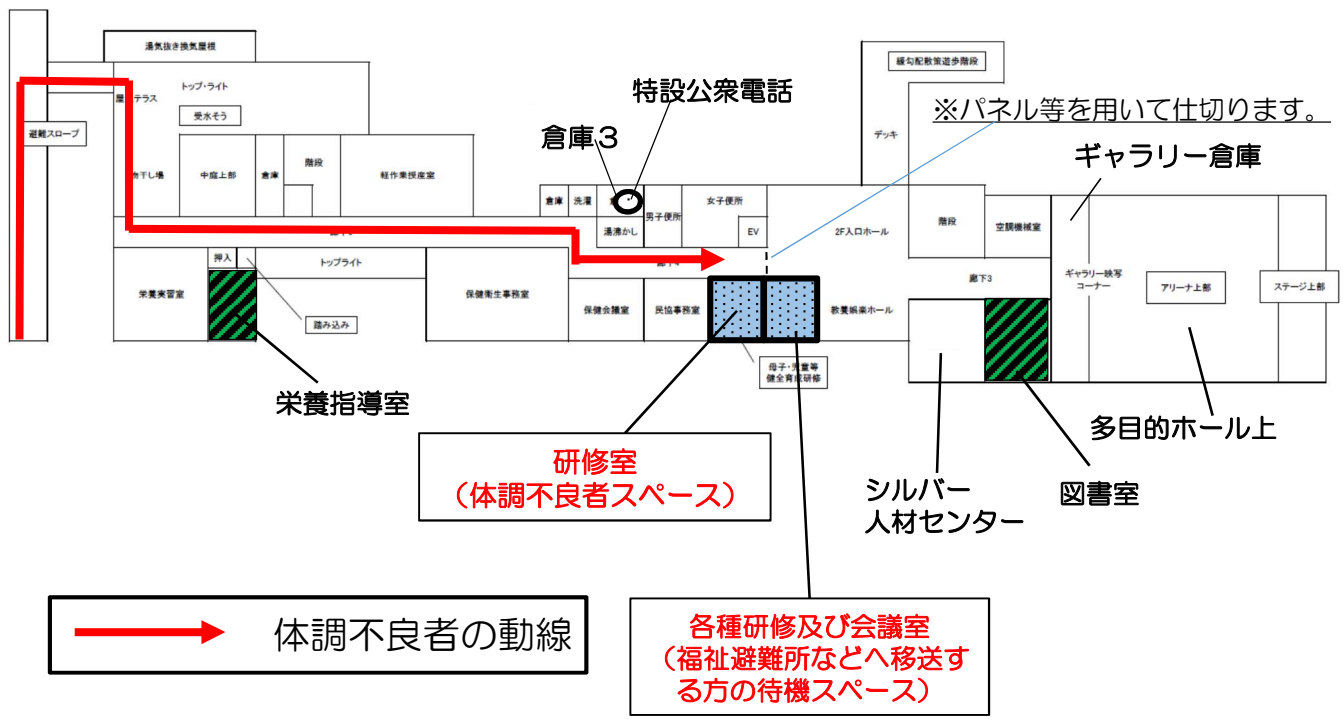 湯気抜き換気屋根
緩勾配散策遊歩階段
特設公衆電話
トップ・ライト
※パネル等を用いて仕切ります。
テラス
受水そう
倉庫3
避難スロープ
デッキ
ギャラリー倉庫
階段
中庭上部
倉庫
軽作業授産室
干し場
倉庫
洗濯
女子便所
男子便所
階段
空調機械室
湯沸かし
EV
2F入口ホール
押入
トップライト
廊下3
ギャラリー映写
コーナー
アリーナ上部
ステージ上部
栄養実習室
保健衛生事務室
保健会議室
民協事務室
教養娯楽ホール
踏み込み
母子・児童等
健全育成研修
栄養指導室
多目的ホール上
研修室
（体調不良者スペース）
シルバー
人材センター
図書室
体調不良者の動線
各種研修及び会議室
（福祉避難所などへ移送す
る方の待機スペース）